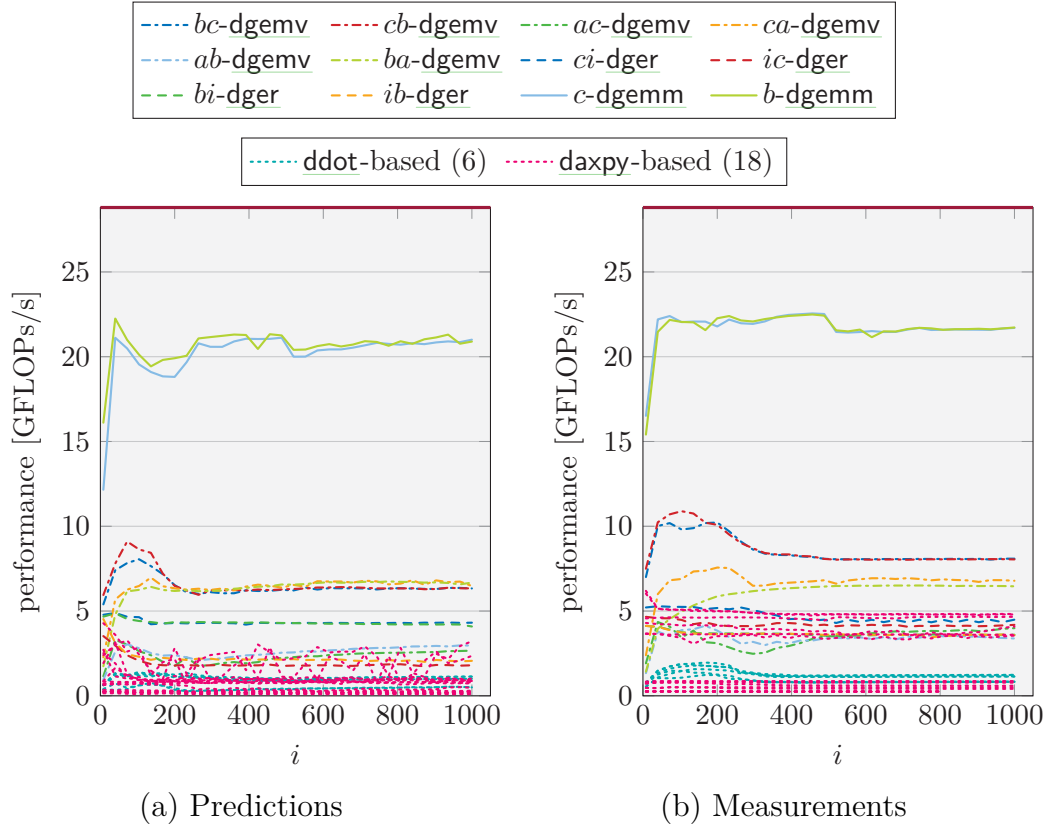 bc-dgemv cb-dgemv ac-dgemv ca-dgemv
ab-dgemv ba-dgemv ci-dger ic-dger
bi-dger ib-dger c-dgemm b-dgemm
ddot-based (6) daxpy-based (18)
performance [GFLOPs/s]
25
20
15
10
5
0
0 200 400 600 800 1000
i
(a) Predictions
performance [GFLOPs/s]
25
20
15
10
5
0
0 200 400 600 800 1000
i
(b) Measurements